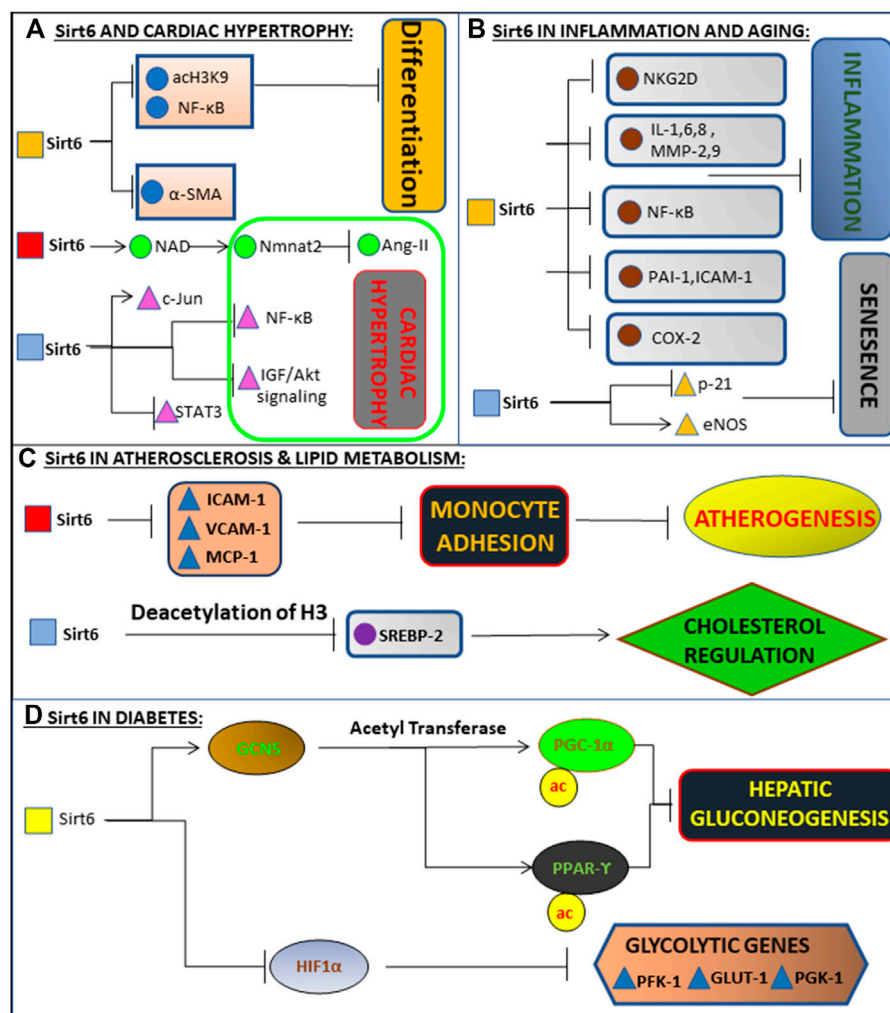 A Sirt6 AND CARDIAC HYPERTROPHY:
acH3K9
NF-κB
Sirt6
α-SMA
Differentiation
Sirt6
NAD
Nmnat2
Ang-II
c-Jun
NF-κB
Sirt6
IGF/Akt
signaling
STAT3
CARDIAC
HYPERTROPHY
B Sirt6 IN INFLAMMATION AND AGING:
NKG2D
IL-1,6,8 ,
MMP-2,9
Sirt6
NF-κB
PAI-1,ICAM-1
COX-2
INFLAMMATION
Sirt6
p-21
eNOS
SENESENCE
C Sirt6 IN ATHEROSCLEROSIS & LIPID METABOLISM:
Sirt6
ICAM-1
VCAM-1
MCP-1
MONOCYTE
ADHESION
ATHEROGENESIS
Deacetylation of H3
Sirt6
SREBP-2
CHOLESTEROL
REGULATION
D Sirt6 IN DIABETES:
GCN5
Acetyl Transferase
PGC-1α
ac
Sirt6
HEPATIC
GLUCONEOGENESIS
PPAR-ϒ
ac
HIF1α
GLYCOLYTIC GENES
PFK-1 GLUT-1 PGK-1